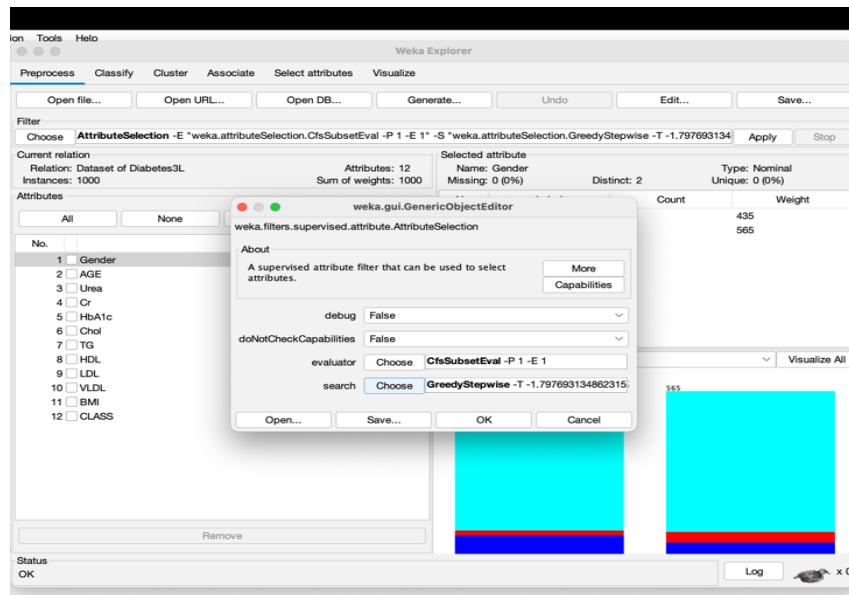 ion Tools Help
Weka Explorer
Preprocess Classify Cluster Associate Select attributes Visualize
Open file... Open URL... Open DB... Generate... Undo Edit... Save...
Filter
Choose AttributeSelection -E "weka.attributeSelection.CfsSubsetEval -P 1 -E 1" -S "weka.attributeSelection.GreedyStepwise -T -1.797693134 Apply Stop
Current relation
Relation: Dataset of Diabetes3L Attributes: 12
Instances: 1000 Sum of weights: 1000
Selected attribute
Name: Gender Type: Nominal
Missing: 0 (0%) Distinct: 2 Unique: 0 (0%)
Attributes
All None
No.
1 Gender
2 AGE
3 Urea
4 Cr
5 HbA1c
6 Chol
7 TG
8 HDL
9 LDL
10 VLDL
11 BMI
12 CLASS
Remove
Count Weight
435
565
weka.gui.GenericObjectEditor
weka.filters.supervised.attribute.AttributeSelection
About
A supervised attribute filter that can be used to select
attributes.
More
Capabilities
debug False
doNotCheckCapabilities False
evaluator Choose CfsSubsetEval -P 1 -E 1
search Choose GreedyStepwise -T -1.797693134862315
Open... Save... OK Cancel
Visualize All
565
Status
OK
Log
x 0